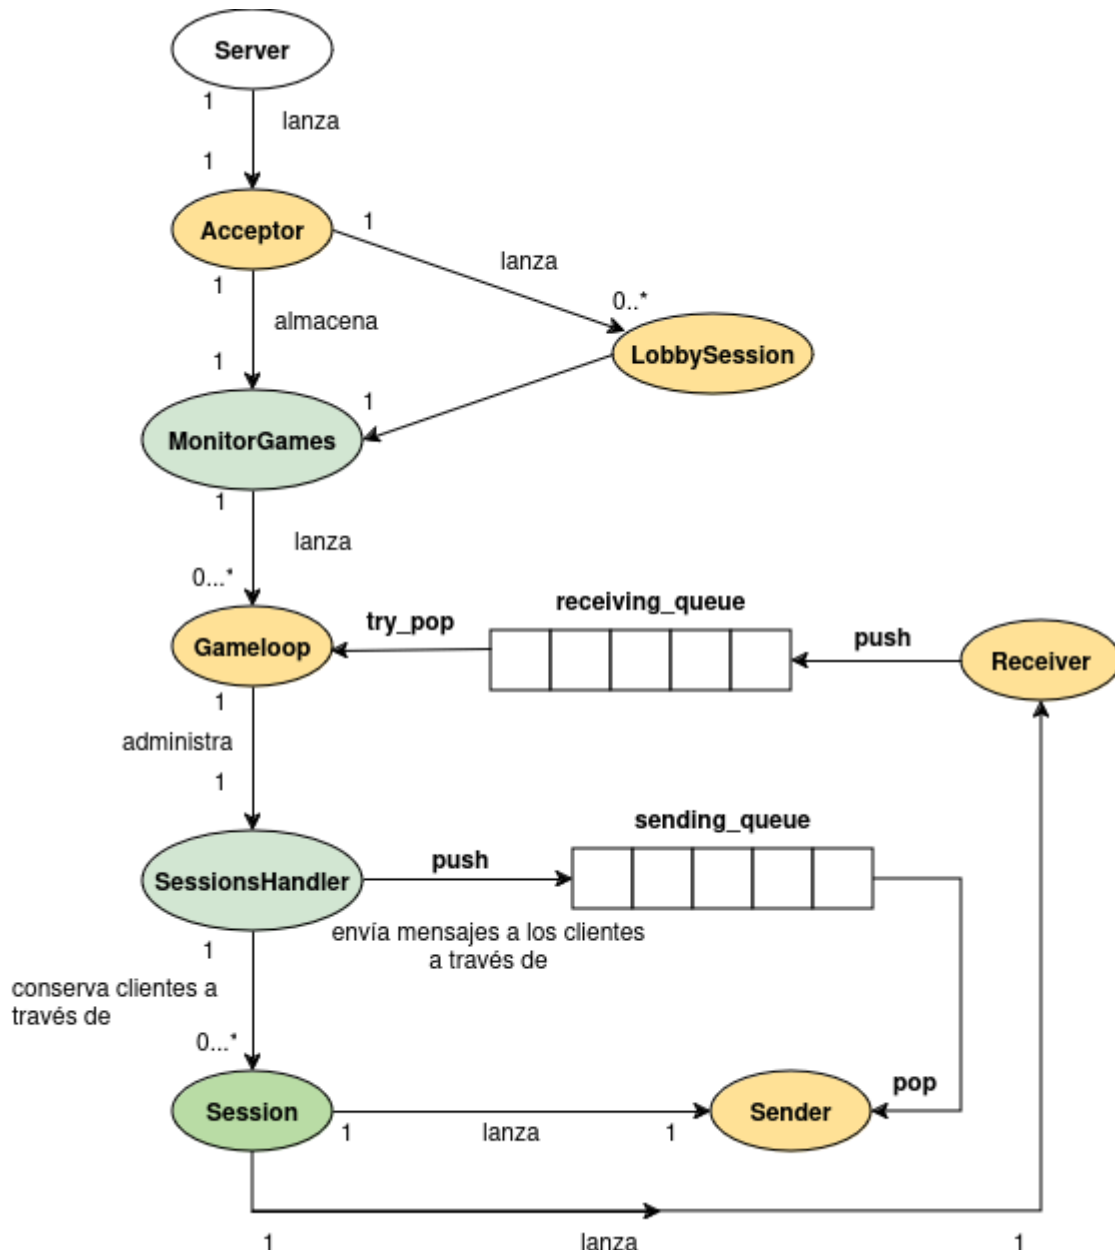 Server
1
lanza
1
Acceptor
1
lanza
1
0..*
almacena
LobbySession
1
1
MonitorGames
1
lanza
0...*
receiving_queue
try_pop
push
Gameloop
Receiver
1
administra
1
sending_queue
push
SessionsHandler
envía mensajes a los clientes
a través de
1
conserva clientes a
través de
0...*
pop
Session
Sender
1
lanza
1
1
lanza
1